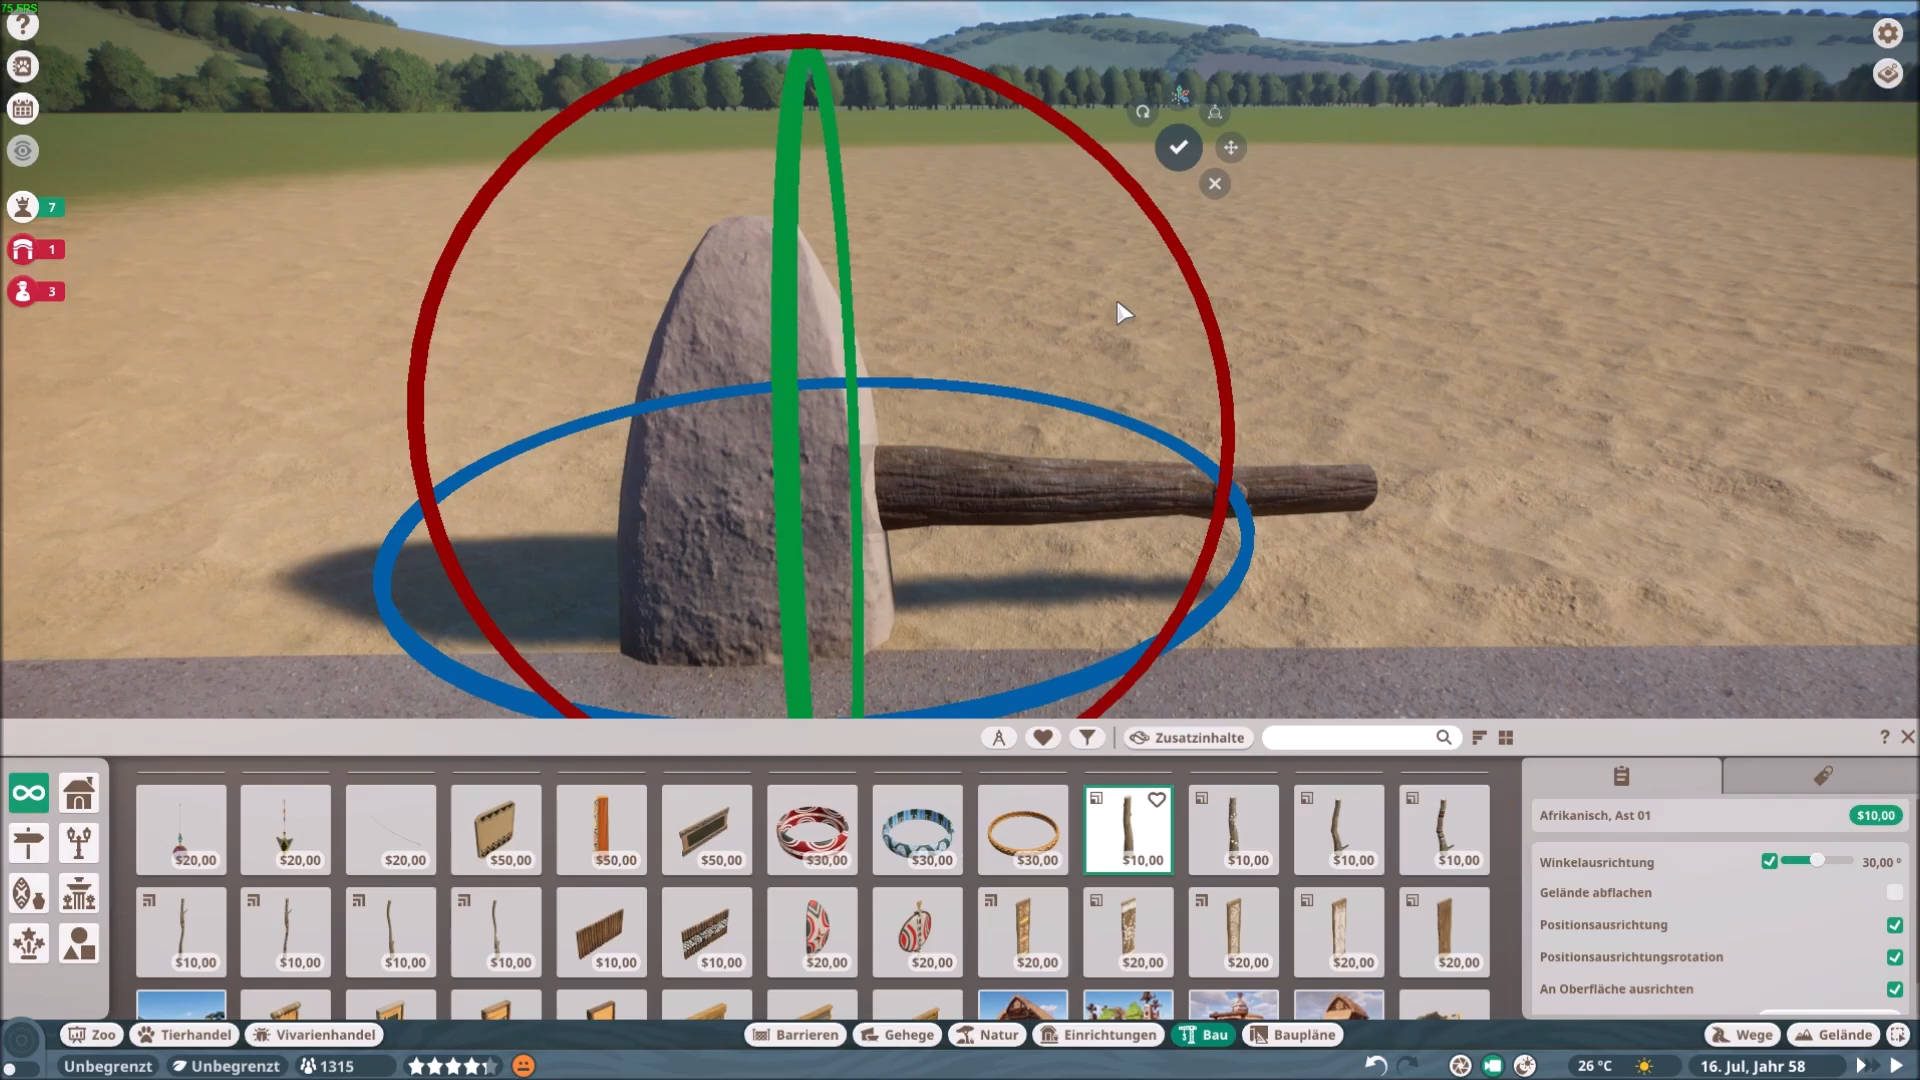 75 FPS
7
1
3
Zusatzinhalte
?
$20,00 $20,00 $20,00 $50,00 $50,00 $50,00 $30,00 $30,00 $30,00 $10,00 $10,00 $10,00 $10,00
$10,00 $10,00 $10,00 $10,00 $10,00 $10,00 $20,00 $20,00 $20,00 $20,00 $20,00 $20,00 $20,00
Afrikanisch, Ast 01 $10,00
Winkelausrichtung 30,00 °
Gelände abflachen
Positionsausrichtung
Positionsausrichtungsrotation
An Oberfläche ausrichten
Zoo Tierhandel Vivarienhandel Barrieren Gehege Natur Einrichtungen Bau Baupläne Wege Gelände
Unbegrenzt Unbegrenzt 1315 26 °C 16. Jul, Jahr 58